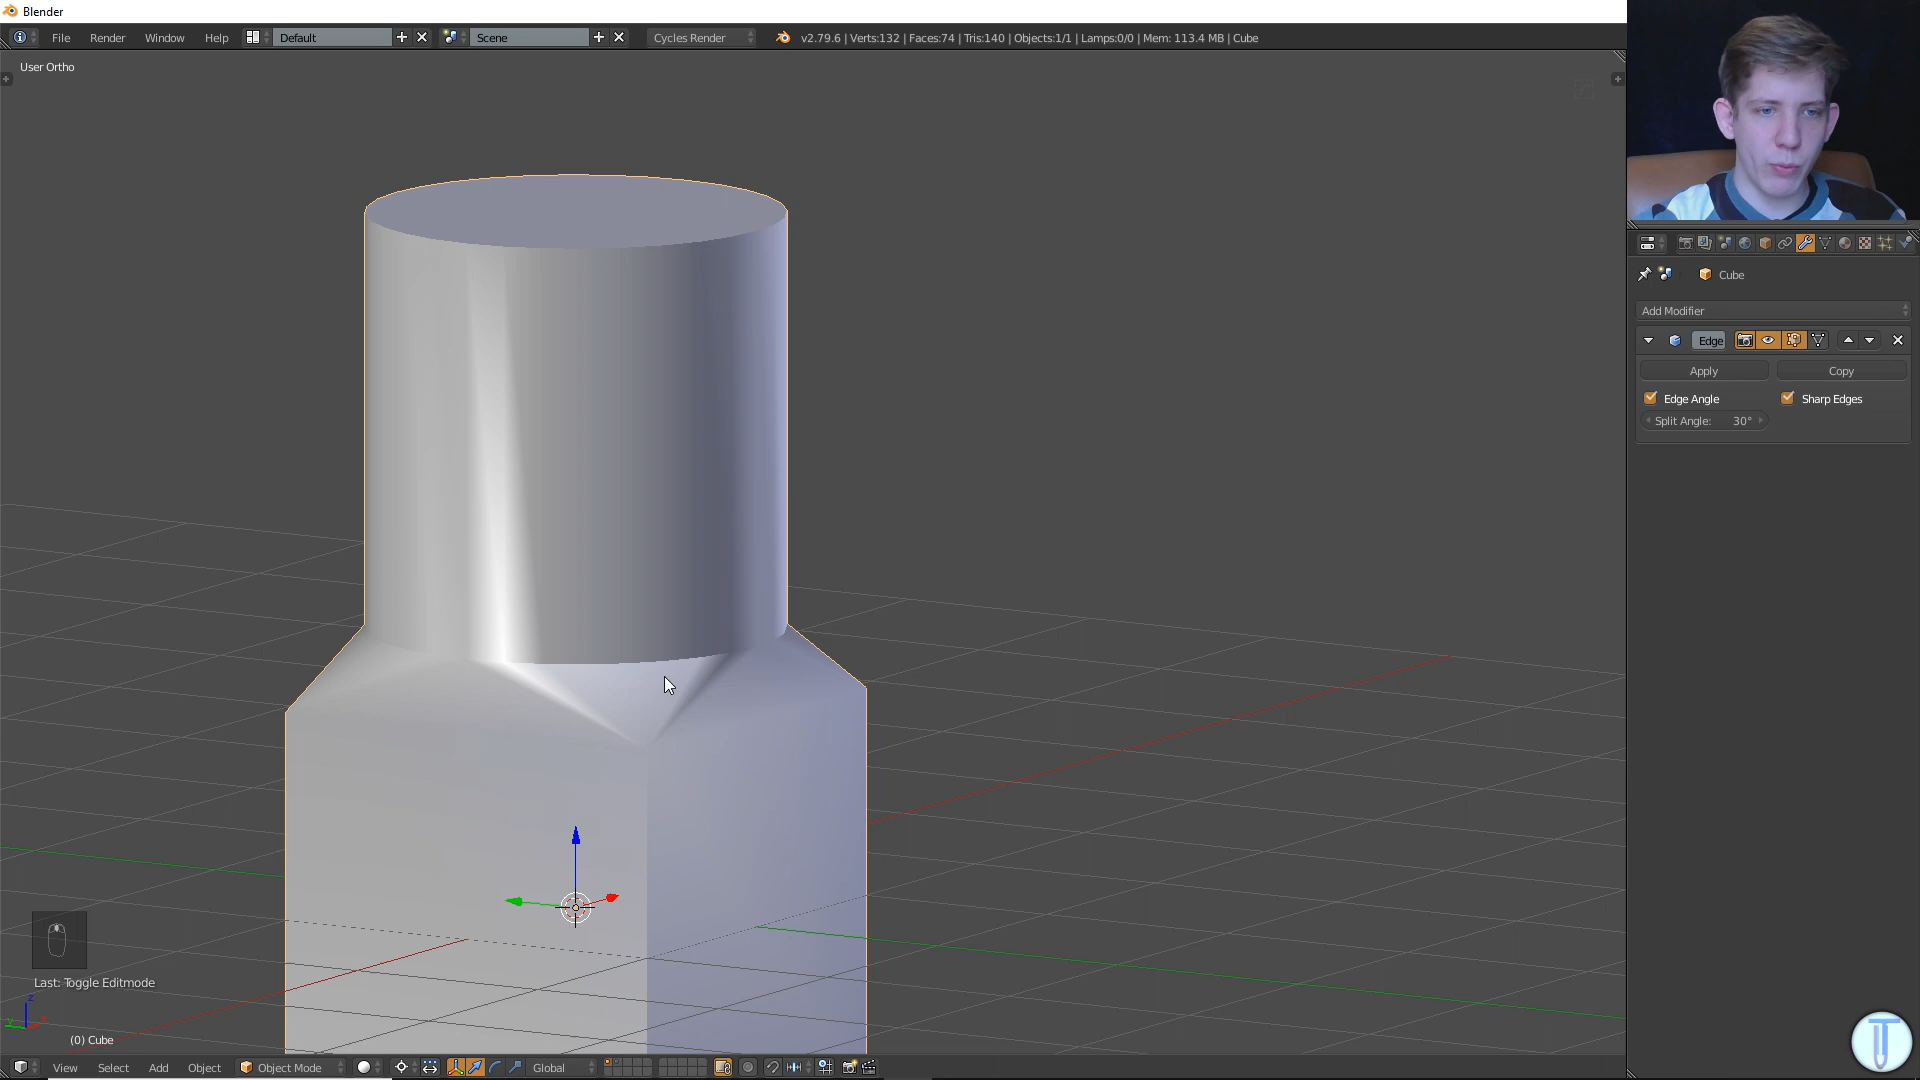 Blender
File Render Window Help Default Scene Cycles Render v2.79.6 | Verts:132 | Faces:74 | Tris:140 | Objects:1/1 | Lamps:0/0 | Mem: 113.4 MB | Cube
User Ortho
Cube
Add Modifier
Edge
Apply Copy
Edge Angle Sharp Edges
Split Angle: 30°
Last: Toggle Editmode
z
y x
(0) Cube
View Select Add Object Object Mode Global